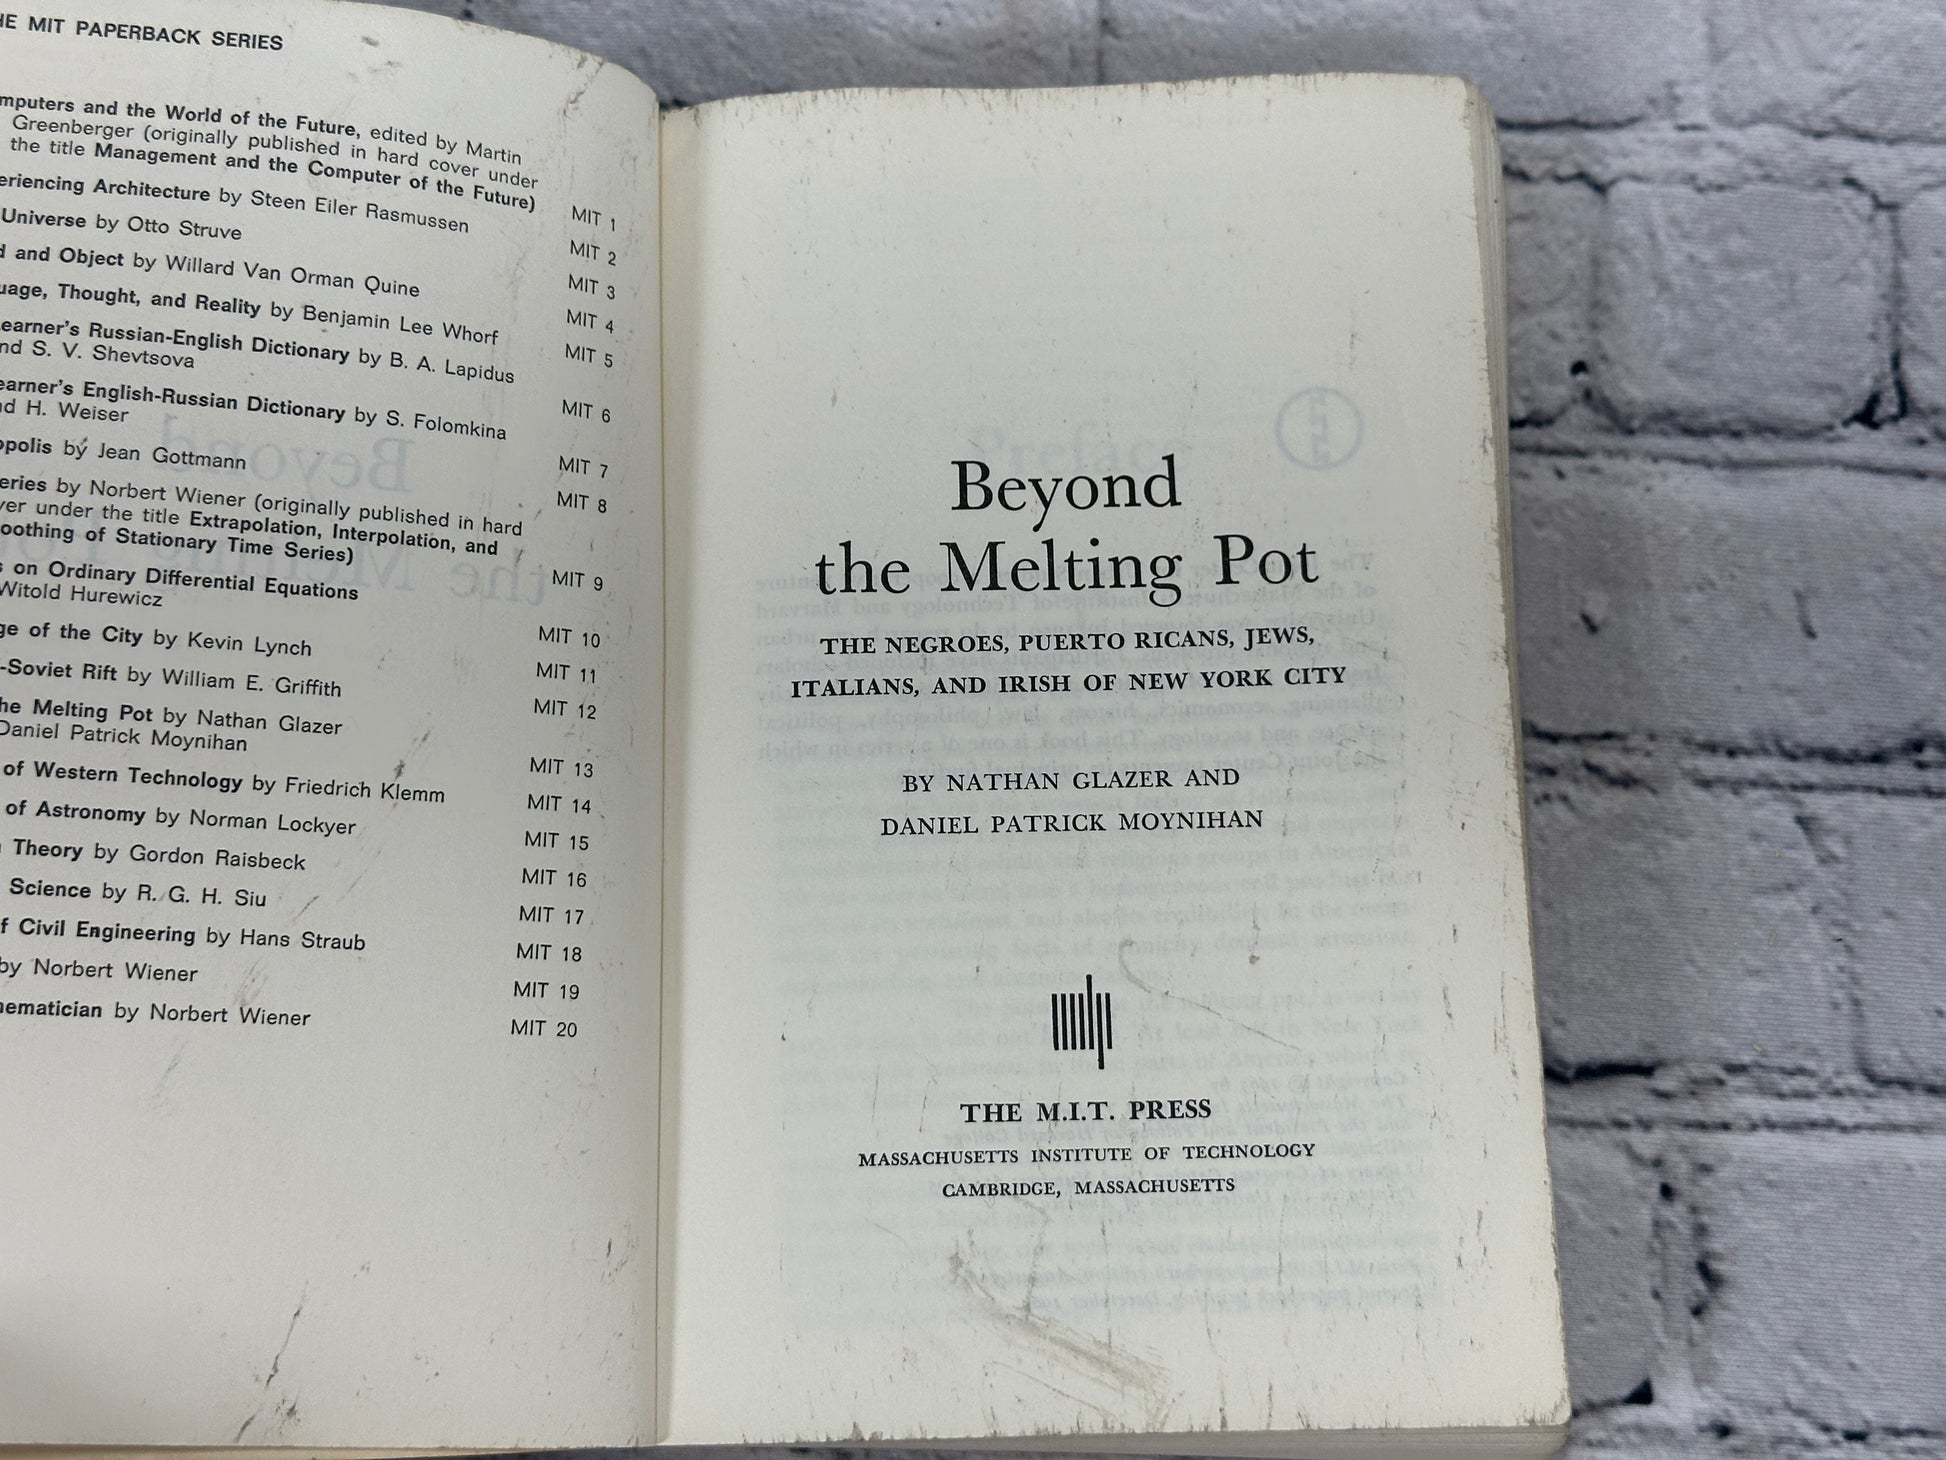 THE MIT PAPERBACK SERIES
mputers and the World of the Future, edited by Martin
Greenberger (originally published in hard cover under
the title Management and the Computer of the Future) MIT 1
eriencing Architecture by Steen Eiler Rasmussen MIT 2
Universe by Otto Struve MIT 3
d and Object by Willard Van Orman Quine MIT 4
uage, Thought, and Reality by Benjamin Lee Whorf MIT 5
earner's Russian-English Dictionary by B. A. Lapidus
nd S. V. Shevtsova MIT 6
earner's English-Russian Dictionary by S. Folomkina
nd H. Weiser MIT 7
opolis by Jean Gottmann MIT 8
eries by Norbert Wiener (originally published in hard
ver under the title Extrapolation, Interpolation, and
oothing of Stationary Time Series) MIT 9
s on Ordinary Differential Equations
Witold Hurewicz MIT 10
ge of the City by Kevin Lynch MIT 11
-Soviet Rift by William E. Griffith MIT 12
he Melting Pot by Nathan Glazer
Daniel Patrick Moynihan MIT 13
of Western Technology by Friedrich Klemm MIT 14
of Astronomy by Norman Lockyer MIT 15
Theory by Gordon Raisbeck MIT 16
Science by R. G. H. Siu MIT 17
f Civil Engineering by Hans Straub MIT 18
by Norbert Wiener MIT 19
hematician by Norbert Wiener MIT 20
Beyond
the Melting Pot
THE NEGROES, PUERTO RICANS, JEWS,
ITALIANS, AND IRISH OF NEW YORK CITY
BY NATHAN GLAZER AND
DANIEL PATRICK MOYNIHAN
THE M.I.T. PRESS
MASSACHUSETTS INSTITUTE OF TECHNOLOGY
CAMBRIDGE, MASSACHUSETTS